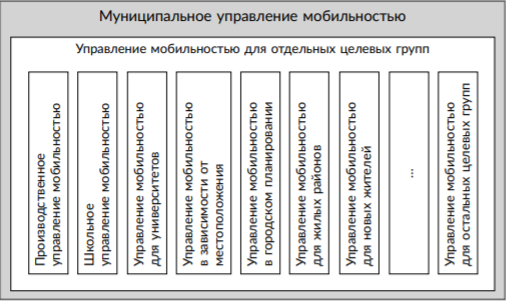 Муниципальное управление мобильностью
Управление мобильностью для отдельных целевых групп
Производственное
управление мобильностью
Школьное
управление мобильностью
Управление мобильностью
для университетов
Управление мобильностью
в зависимости от
местоположения
Управление мобильностью
в городском планировании
Управление мобильностью
для жилых районов
Управление мобильностью
для новых жителей
...
Управление мобильностью
для остальных целевых групп